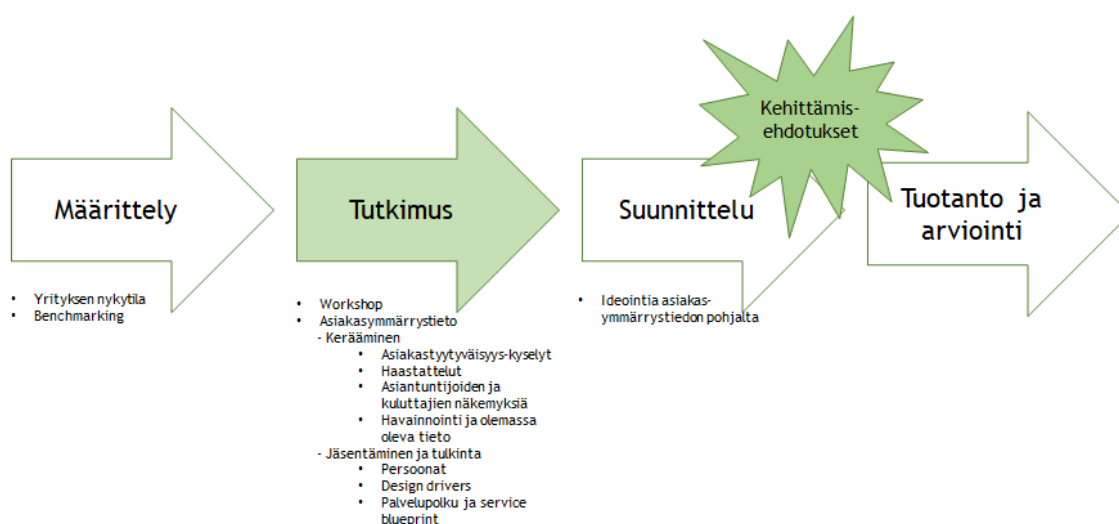 Kehittämis-
ehdotukset
Määrittely
Tutkimus
Suunnittelu
Tuotanto ja
arviointi
• Yrityksen nykytila
• Benchmarking
• Workshop
• Asiakasymmärrystieto
- Kerääminen
• Asiakastyytyväisyys-kyselyt
• Haastattelut
• Asiantuntijoiden ja
kuluttajien näkemyksiä
• Havainnointi ja olemassa
oleva tieto
- Jäsentäminen ja tulkinta
• Persoonat
• Design drivers
• Palvelupolku ja service
blueprint
• Ideointia asiakas-
ymmärrystiedon pohjalta